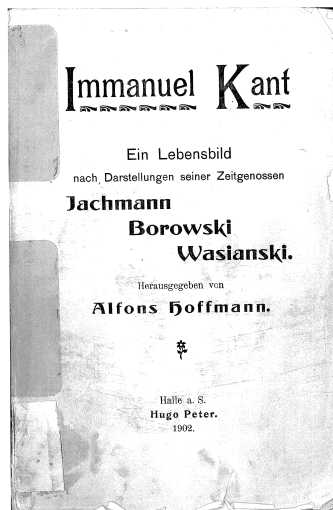 Immanuel Kant
Ein Lebensbild
nach Darstellungen seiner Zeitgenossen
Jachmann
Borowski
Wasianski.
Herausgegeben von
Alfons Hoffmann.
Halle a. S.
Hugo Peter.
1902.